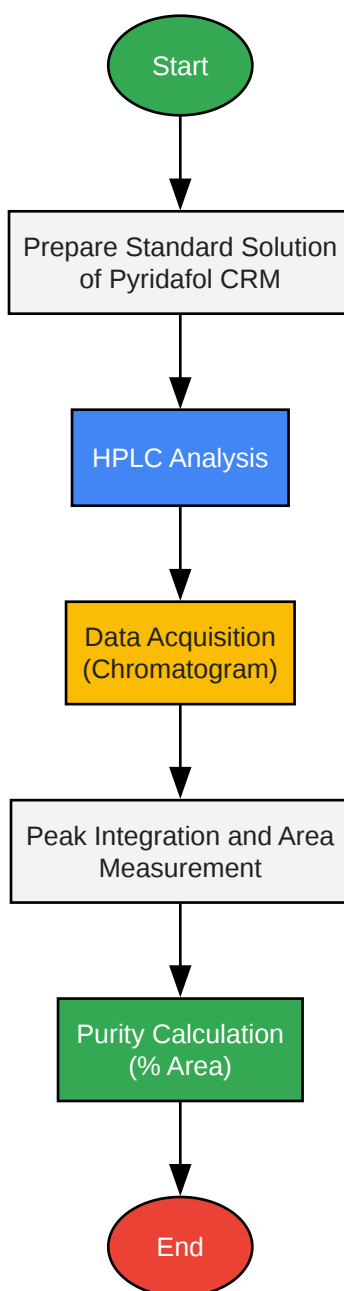 Start
Prepare Standard Solution
of Pyridafol CRM
HPLC Analysis
Data Acquisition
(Chromatogram)
Peak Integration and Area
Measurement
Purity Calculation
(% Area)
End